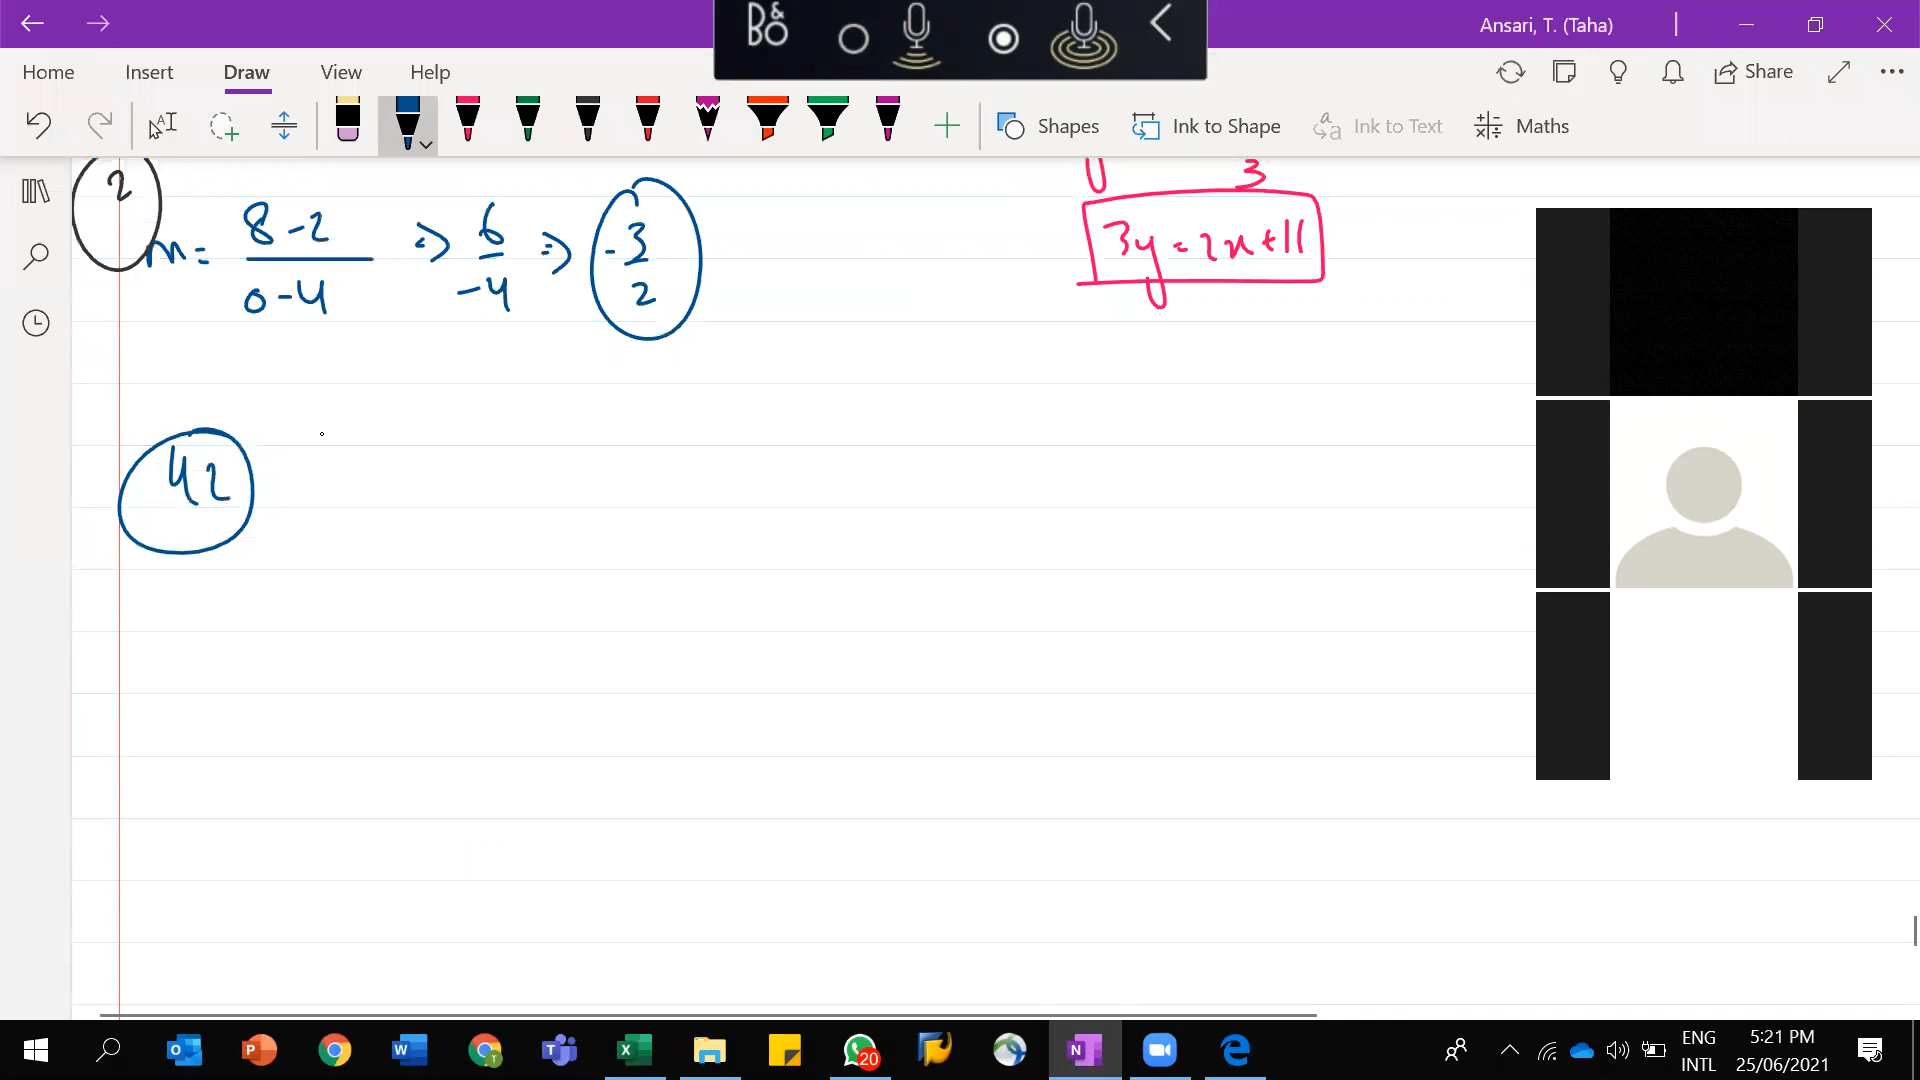 Ansari, T. (Taha)
B&O
Home Insert Draw View Help
Share
Shapes Ink to Shape Ink to Text Maths
2
m = 8-2 / 0-4 => 6 / -4 => -3 / 2
3
3y = 2x + 11
42
20
ENG
INTL
5:21 PM
25/06/2021